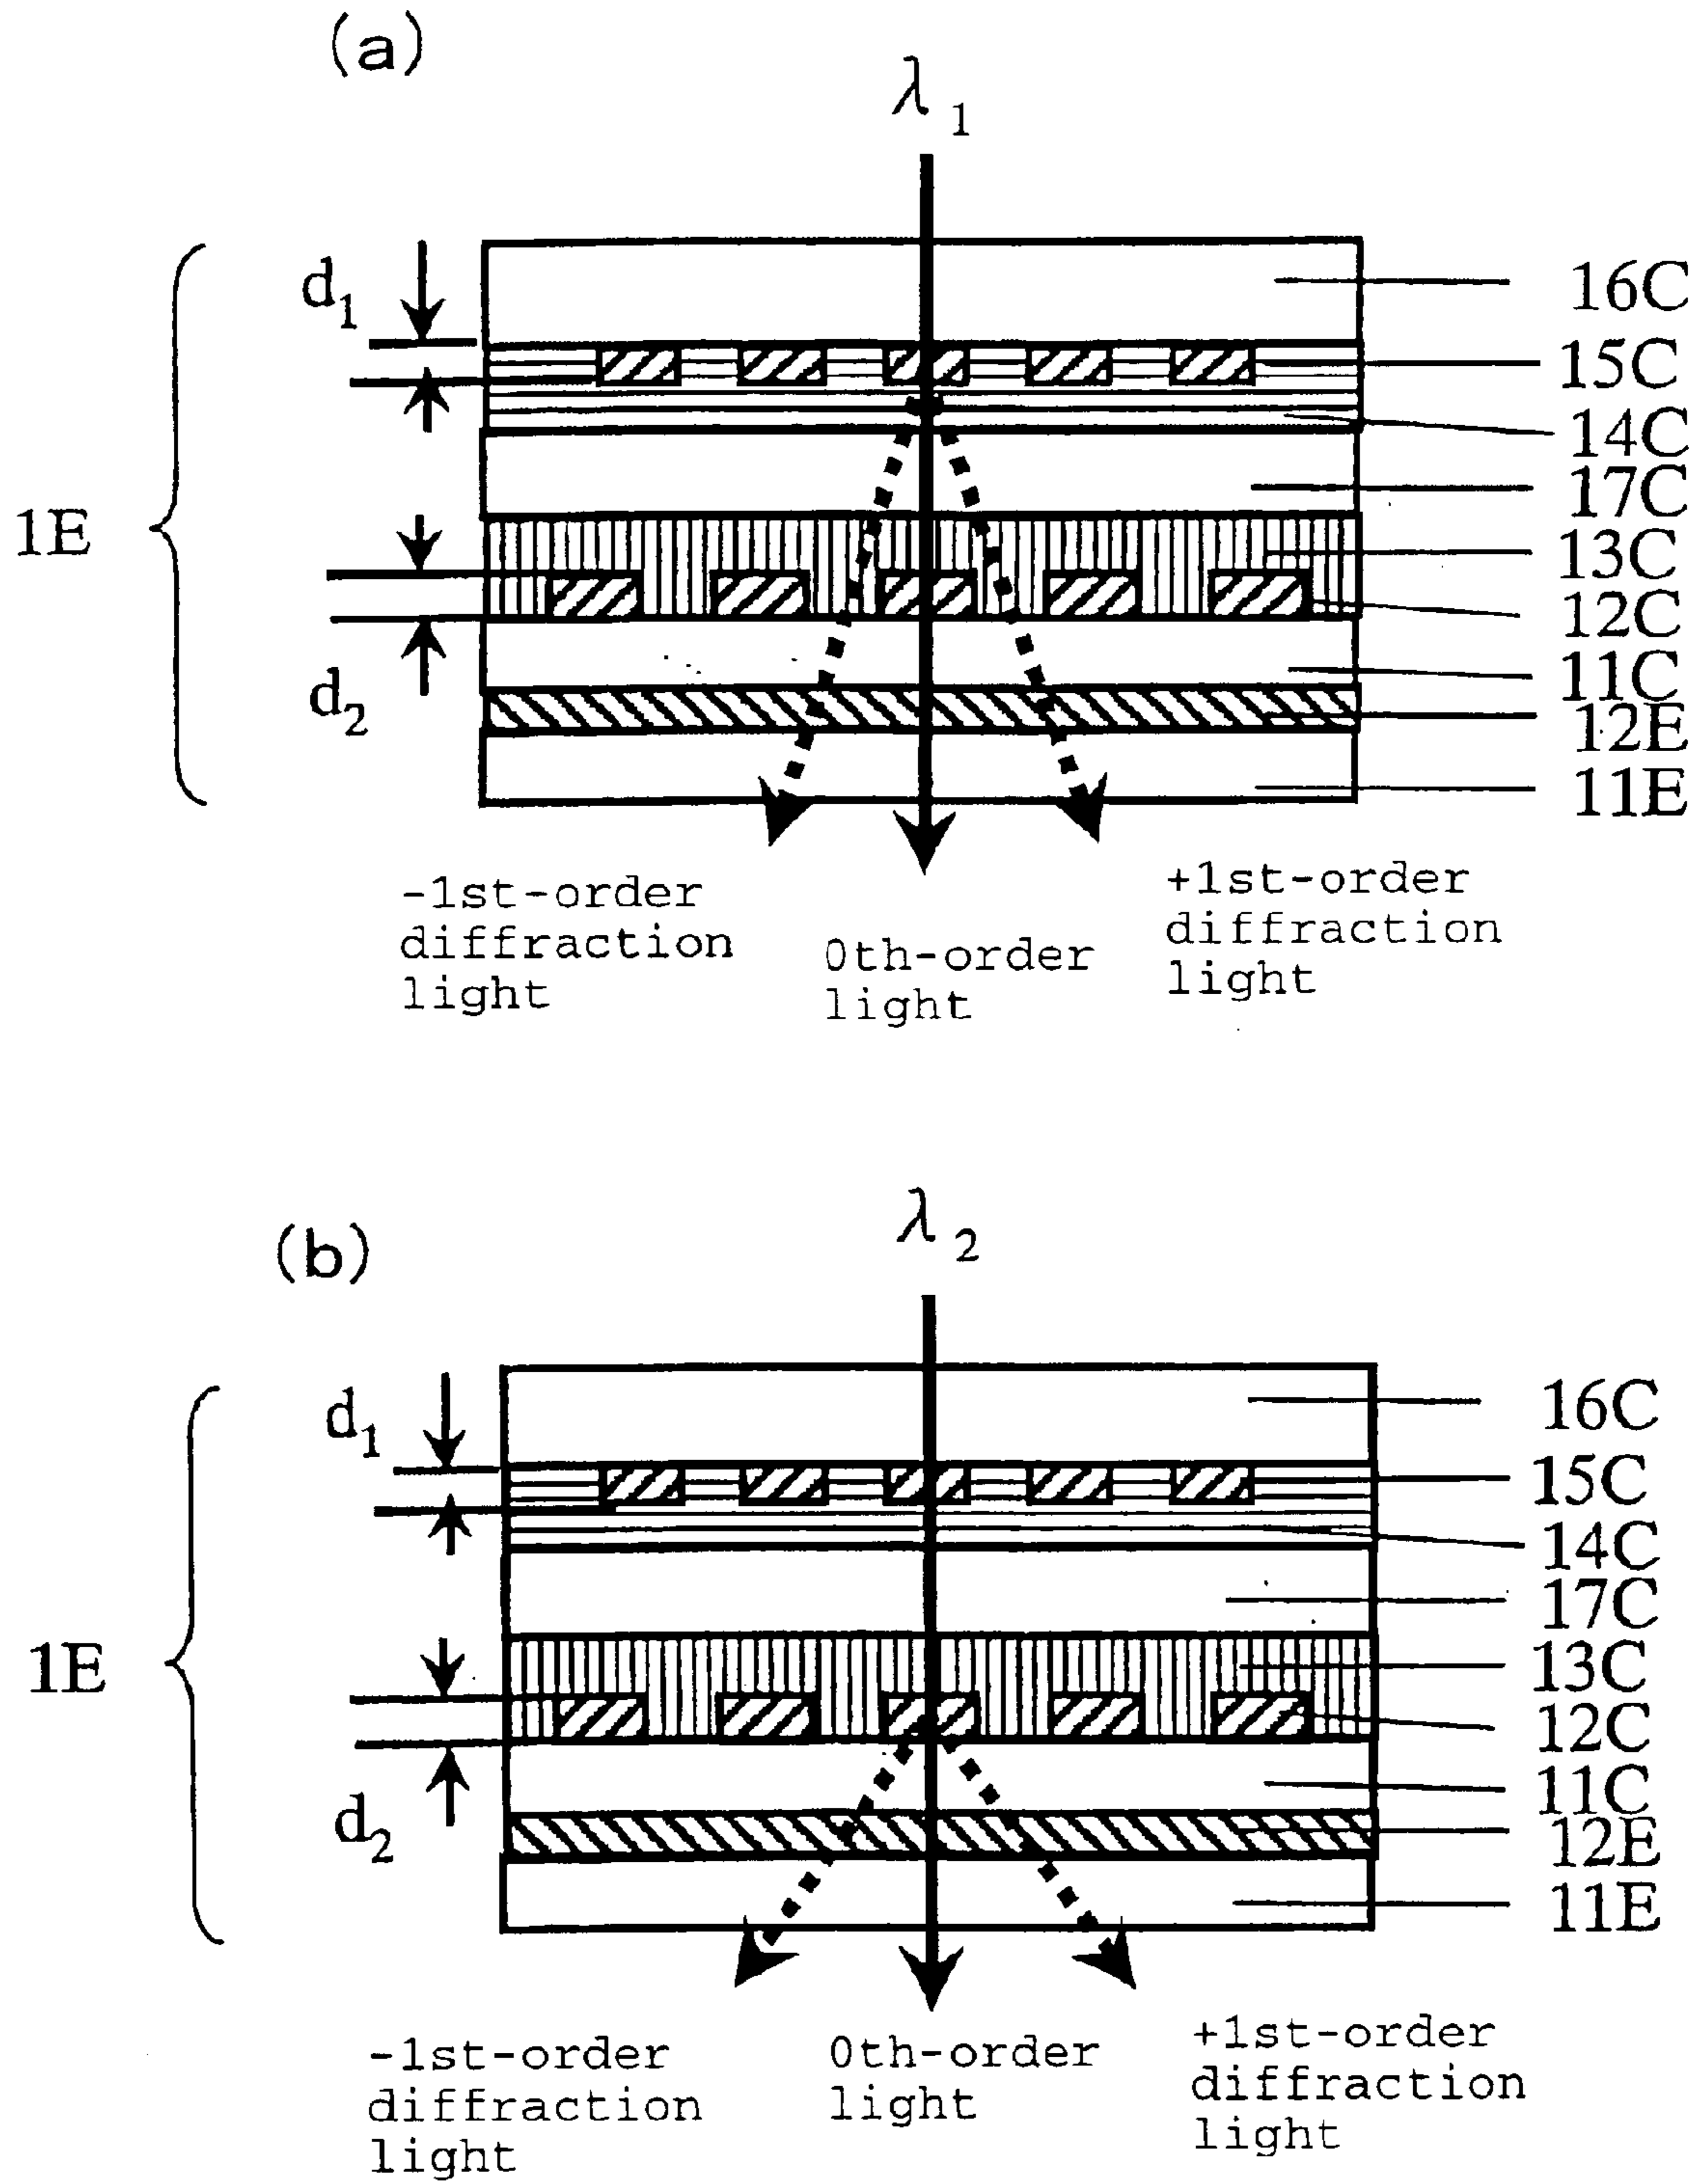 (a)
λ1
d1
16C
15C
14C
17C
1E
13C
12C
11C
d2
12E
11E
-1st-order
diffraction
light
0th-order
light
+1st-order
diffraction
light
(b)
λ2
d1
16C
15C
14C
17C
1E
13C
12C
11C
d2
12E
11E
-1st-order
diffraction
light
0th-order
light
+1st-order
diffraction
light